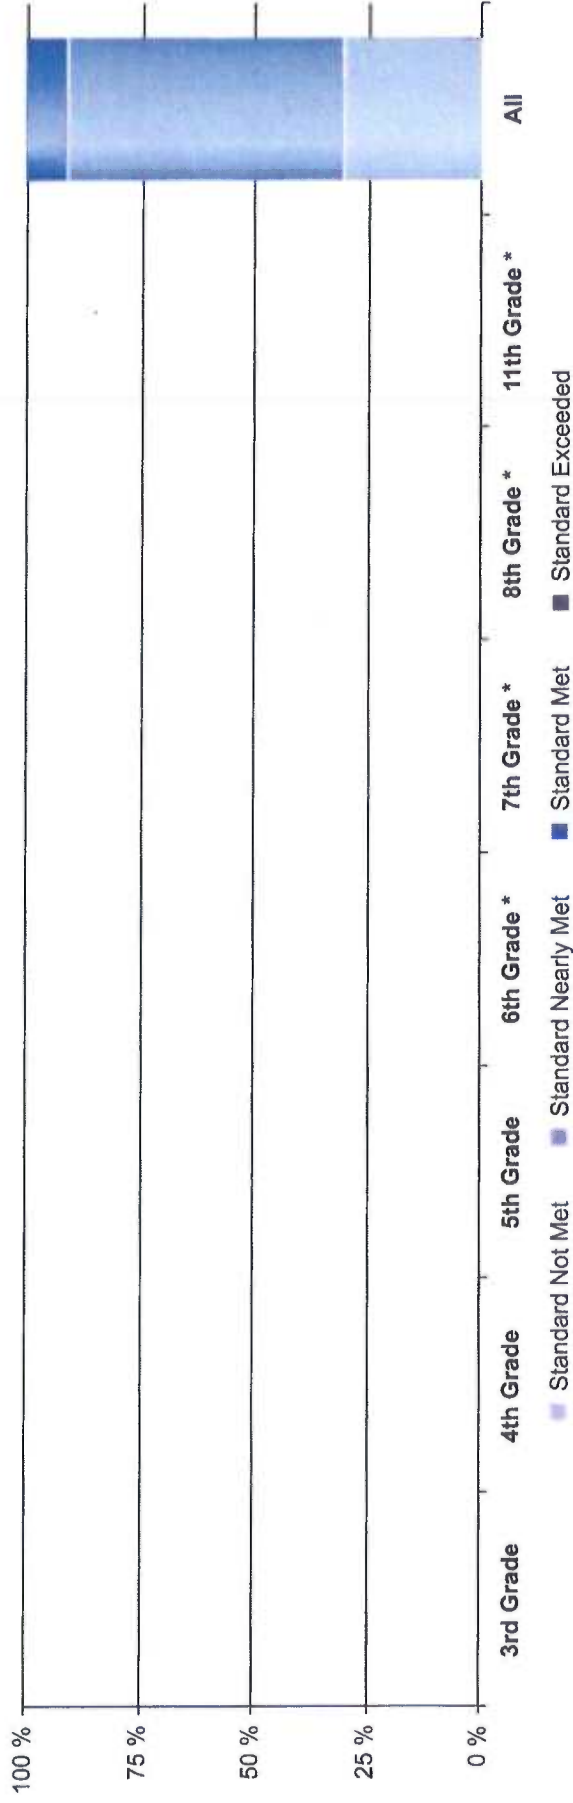 100 %
75 %
50 %
25 %
0 %
3rd Grade 4th Grade 5th Grade 6th Grade * 7th Grade * 8th Grade * 11th Grade * All
Standard Not Met Standard Nearly Met Standard Met Standard Exceeded